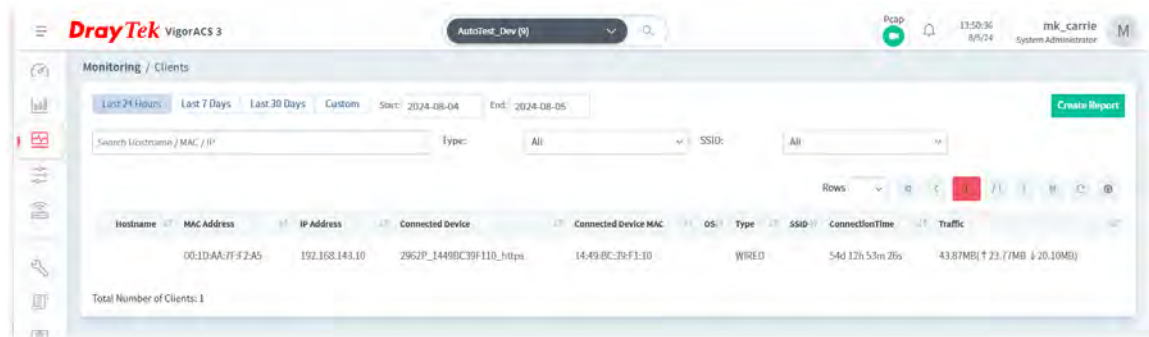 DrayTek VigorACS 3 AutoTest_Dev (9) Pcap 13:50:36 8/5/24 mk_carrie System Administrator M
Monitoring / Clients
Last 24 Hours Last 7 Days Last 30 Days Custom Start: 2024-08-04 End: 2024-08-05 Create Report
Search Hostname / MAC / IP Type: All SSID: All
Rows
Hostname MAC Address IP Address Connected Device Connected Device MAC OS Type SSID ConnectionTime Traffic
00:1D:AA:7F:F2:A5 192.168.143.10 2962P_1449BC39F110_https 14:49:BC:39:F1:10 WIRED 54d 12h 53m 26s 43.87MB(↑23.77MB ↓20.10MB)
Total Number of Clients: 1